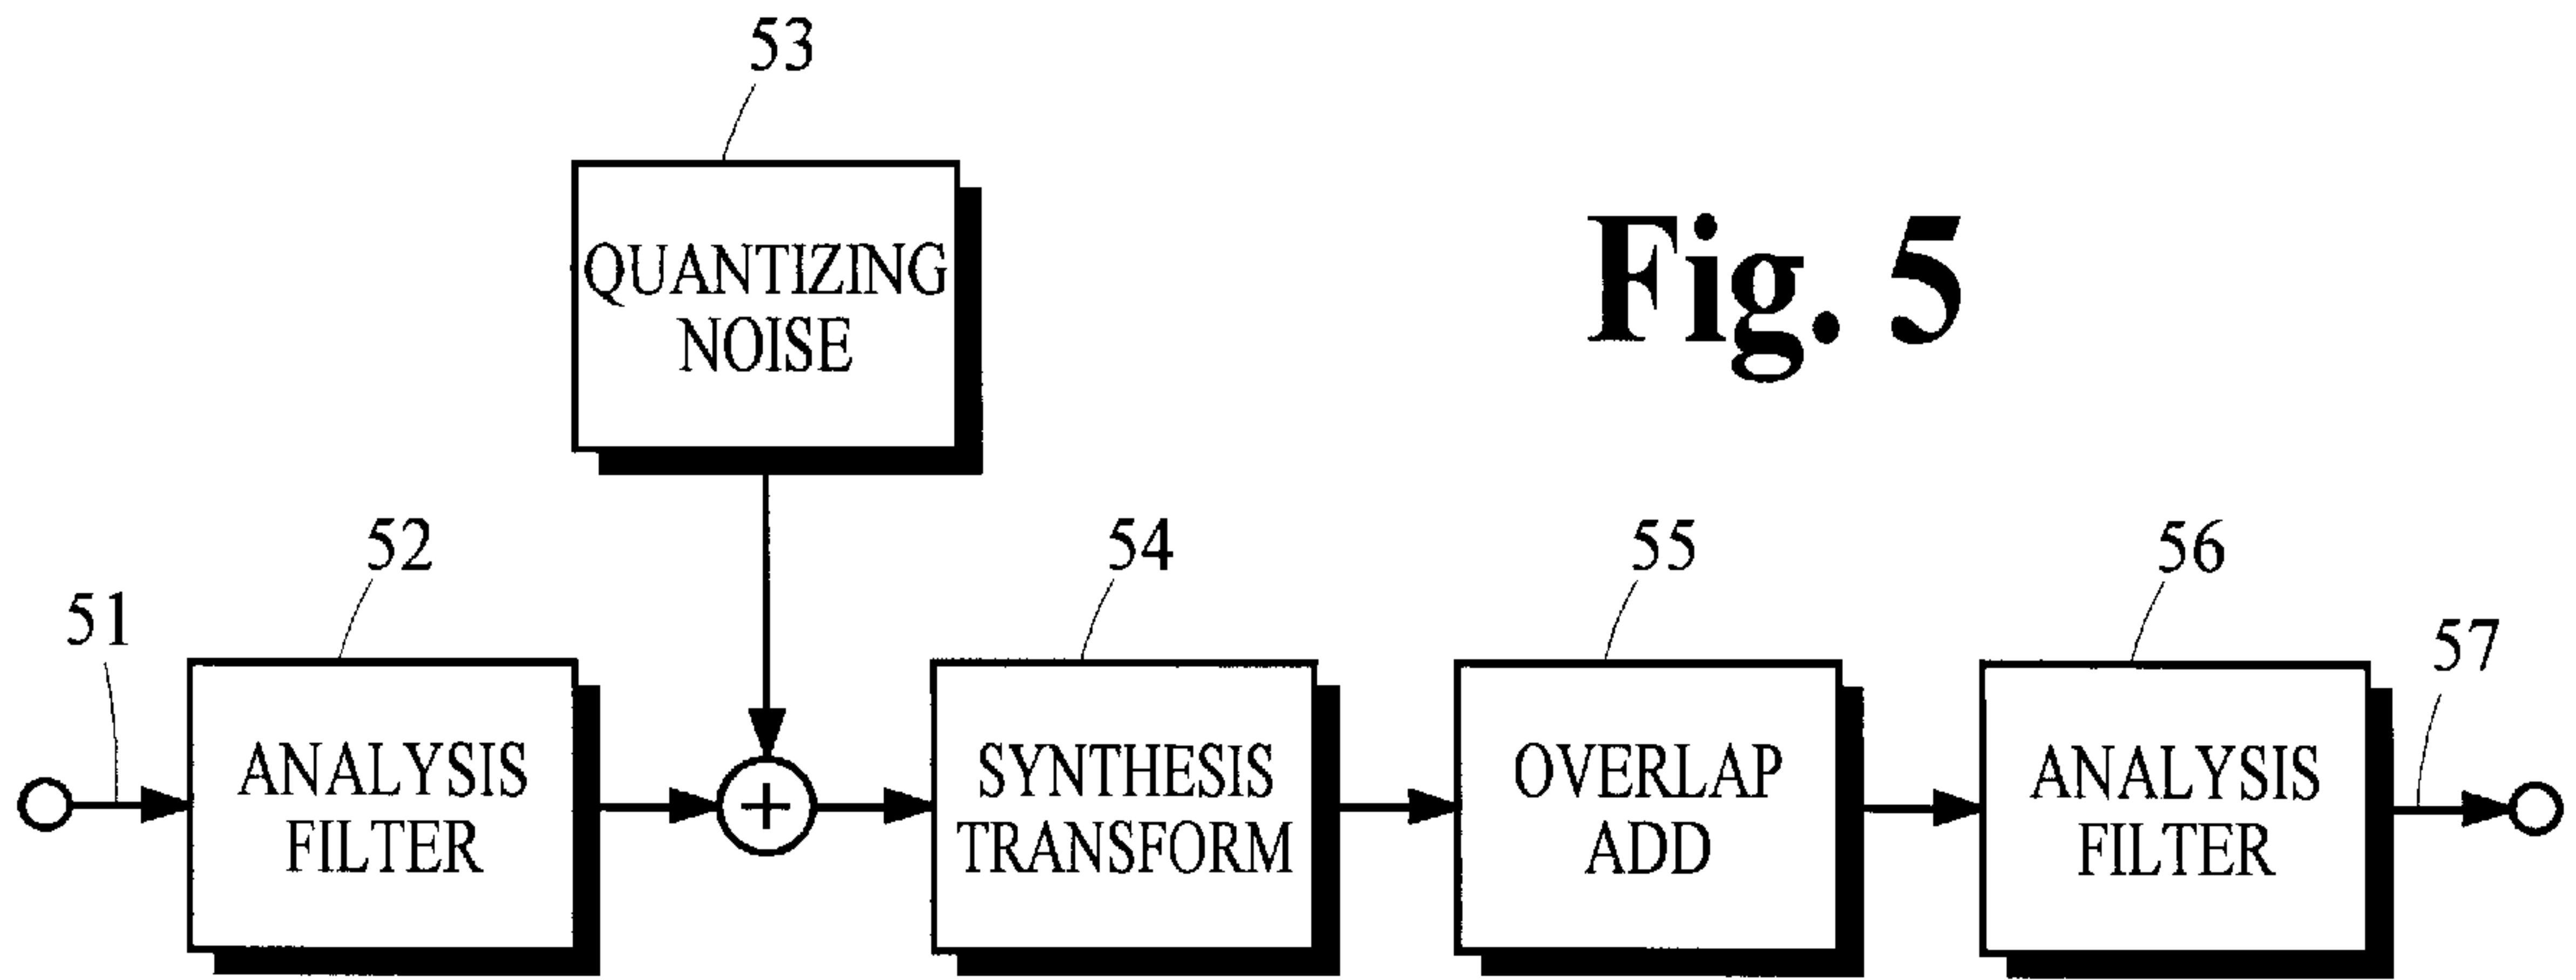 53
QUANTIZING
NOISE
Fig. 5
51
52
54
55
56
57
ANALYSIS
FILTER
+
SYNTHESIS
TRANSFORM
OVERLAP
ADD
ANALYSIS
FILTER